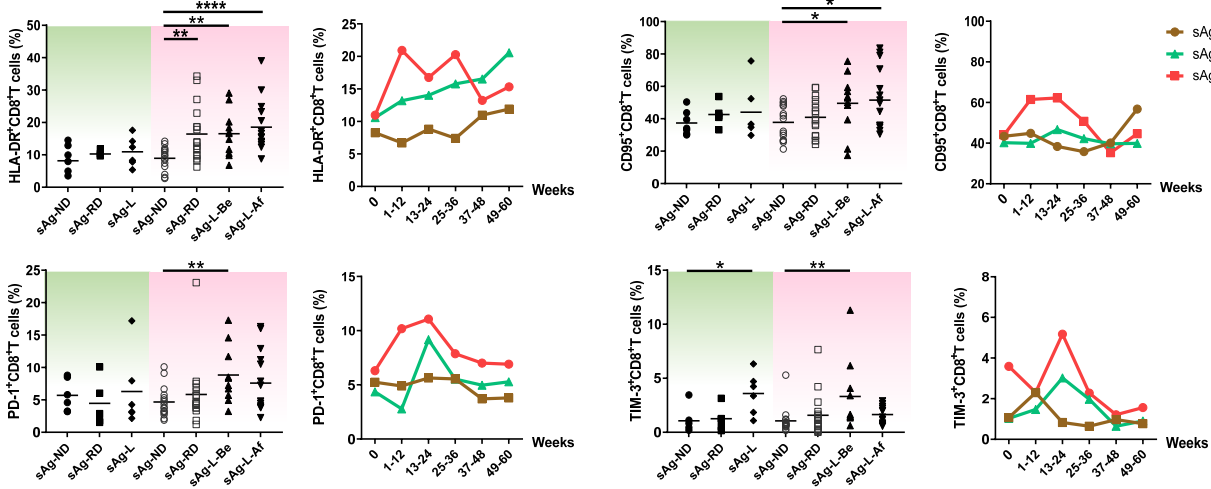 ****
**
**
HLA-DR⁺CD8⁺T cells (%)
50
40
30
20
10
0
sAg-ND
sAg-RD
sAg-L
sAg-ND
sAg-RD
sAg-L-Be
sAg-L-Af
HLA-DR⁺CD8⁺T cells (%)
25
20
15
10
5
0
0
1-12
13-24
25-36
37-48
49-60
Weeks
*
*
CD95⁺CD8⁺T cells (%)
100
80
60
40
20
0
sAg-ND
sAg-RD
sAg-L
sAg-ND
sAg-RD
sAg-L-Be
sAg-L-Af
CD95⁺CD8⁺T cells (%)
100
80
60
40
20
0
1-12
13-24
25-36
37-48
49-60
Weeks
sAg
sAg
sAg
**
PD-1⁺CD8⁺T cells (%)
25
20
15
10
5
0
sAg-ND
sAg-RD
sAg-L
sAg-ND
sAg-RD
sAg-L-Be
sAg-L-Af
PD-1⁺CD8⁺T cells (%)
15
10
5
0
0
1-12
13-24
25-36
37-48
49-60
Weeks
*
**
TIM-3⁺CD8⁺T cells (%)
15
10
5
0
sAg-ND
sAg-RD
sAg-L
sAg-ND
sAg-RD
sAg-L-Be
sAg-L-Af
TIM-3⁺CD8⁺T cells (%)
8
6
4
2
0
0
1-12
13-24
25-36
37-48
49-60
Weeks